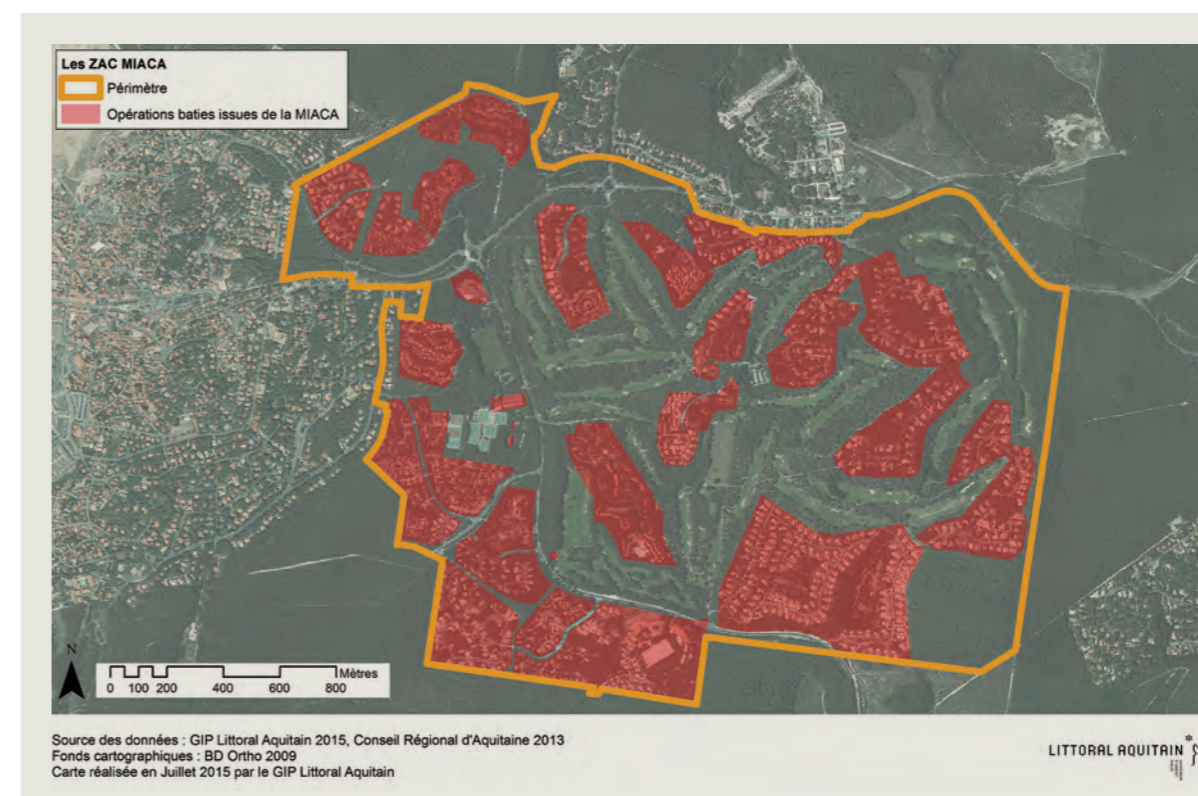 Les ZAC MIACA
Périmètre
Opérations baties issues de la MIACA
N
Mètres
0 100 200 400 600 800
Source des données : GIP Littoral Aquitain 2015, Conseil Régional d'Aquitaine 2013
Fonds cartographiques : BD Ortho 2009
Carte réalisée en Juillet 2015 par le GIP Littoral Aquitain
LITTORAL AQUITAIN